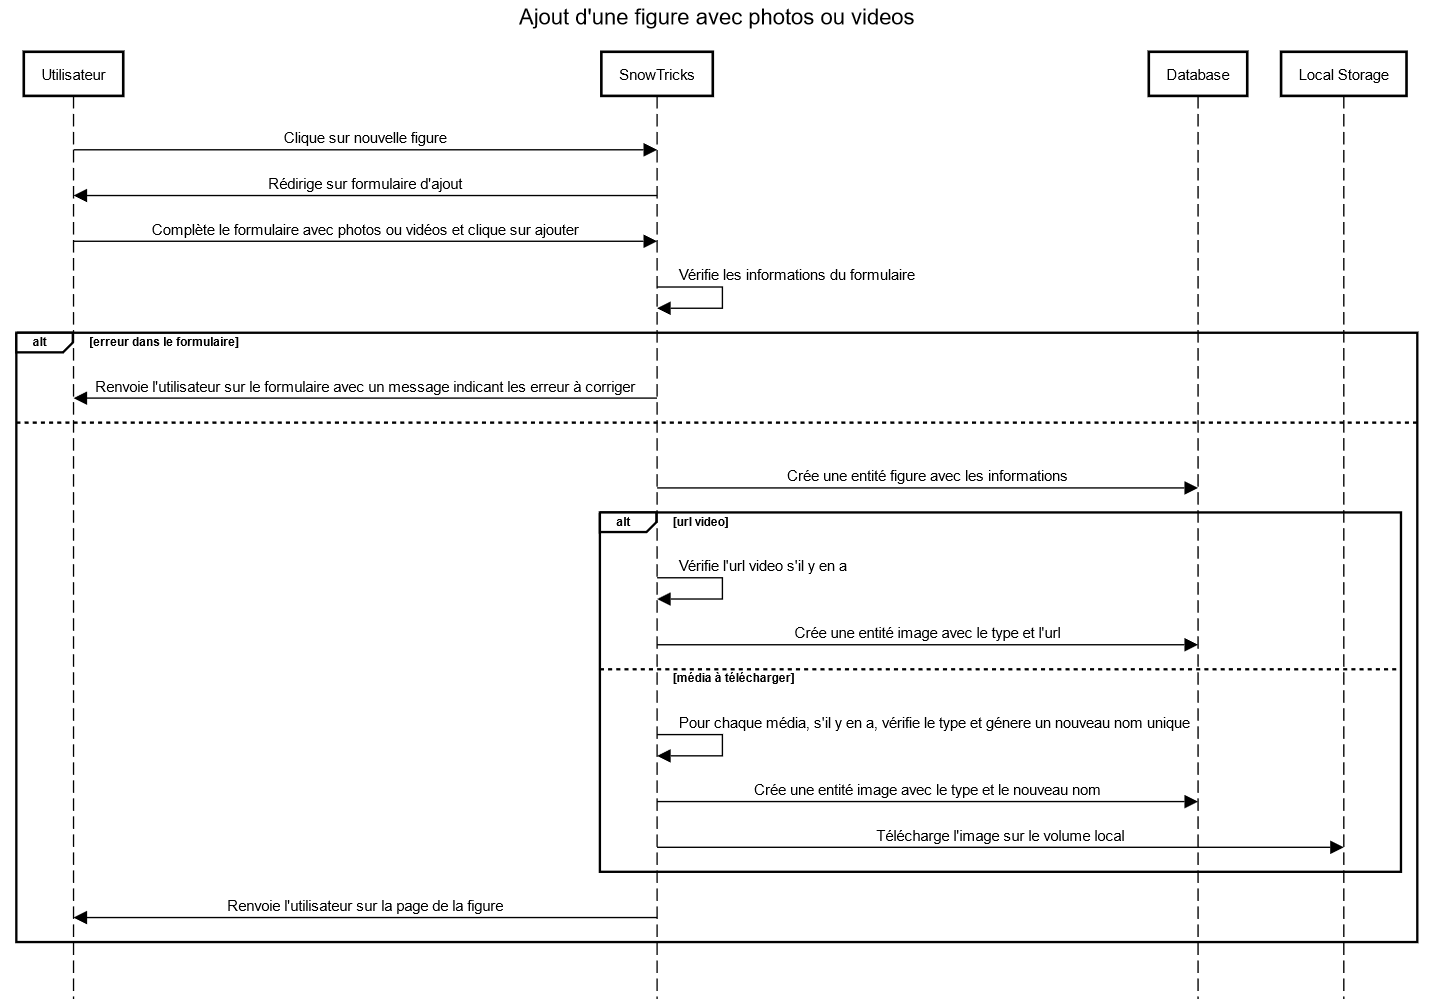 Ajout d'une figure avec photos ou videos
Utilisateur
SnowTricks
Database
Local Storage
Clique sur nouvelle figure
Rédirige sur formulaire d'ajout
Complète le formulaire avec photos ou vidéos et clique sur ajouter
Vérifie les informations du formulaire
alt
[erreur dans le formulaire]
Renvoie l'utilisateur sur le formulaire avec un message indicant les erreur à corriger
Crée une entité figure avec les informations
alt
[url video]
Vérifie l'url video s'il y en a
Crée une entité image avec le type et l'url
[média à télécharger]
Pour chaque média, s'il y en a, vérifie le type et génere un nouveau nom unique
Crée une entité image avec le type et le nouveau nom
Télécharge l'image sur le volume local
Renvoie l'utilisateur sur la page de la figure